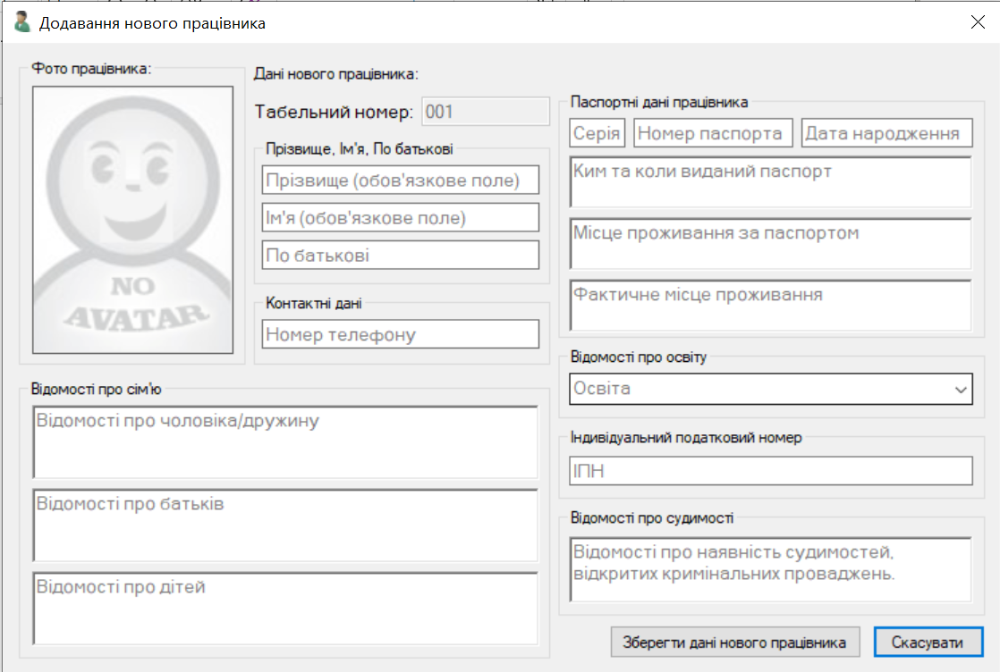 Додавання нового працівника
Фото працівника:
NO
AVATAR
Дані нового працівника:
Табельний номер: 001
Прізвище, Ім'я, По батькові
Прізвище (обов'язкове поле)
Ім'я (обов'язкове поле)
По батькові
Контактні дані
Номер телефону
Відомості про сім'ю
Відомості про чоловіка/дружину
Відомості про батьків
Відомості про дітей
Паспортні дані працівника
Серія Номер паспорта Дата народження
Ким та коли виданий паспорт
Місце проживання за паспортом
Фактичне місце проживання
Відомості про освіту
Освіта
Індивідуальний податковий номер
ІПН
Відомості про судимості
Відомості про наявність судимостей,
відкритих кримінальних проваджень.
Зберегти дані нового працівника Скасувати